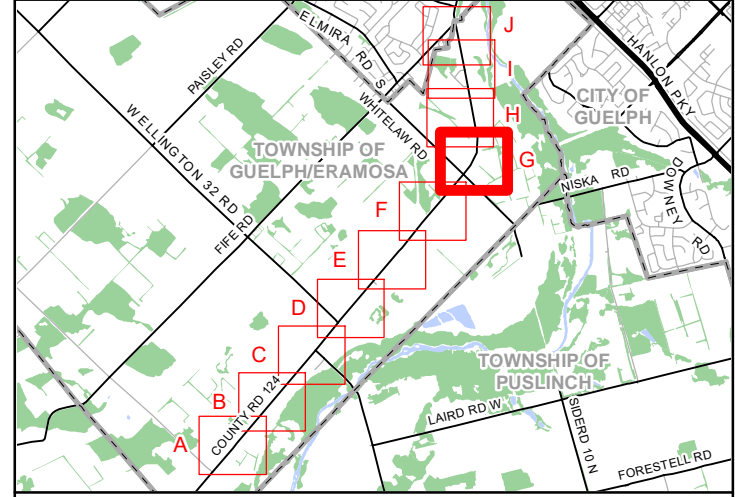 J
ELMIRA RD S
HANLON PKY
PAISLEY RD
I
CITY OF
GUELPH
WHITELAW RD
H
WELLINGTON 32 RD
TOWNSHIP OF
GUELPH/ERAMOSA
G
NISKA RD
DOWNEY RD
F
FIFE RD
E
D
C
TOWNSHIP OF
PUSLINCH
B
COUNTY RD 124
LAIRD RD W
SIDERD 10 N
A
FORESTELL RD